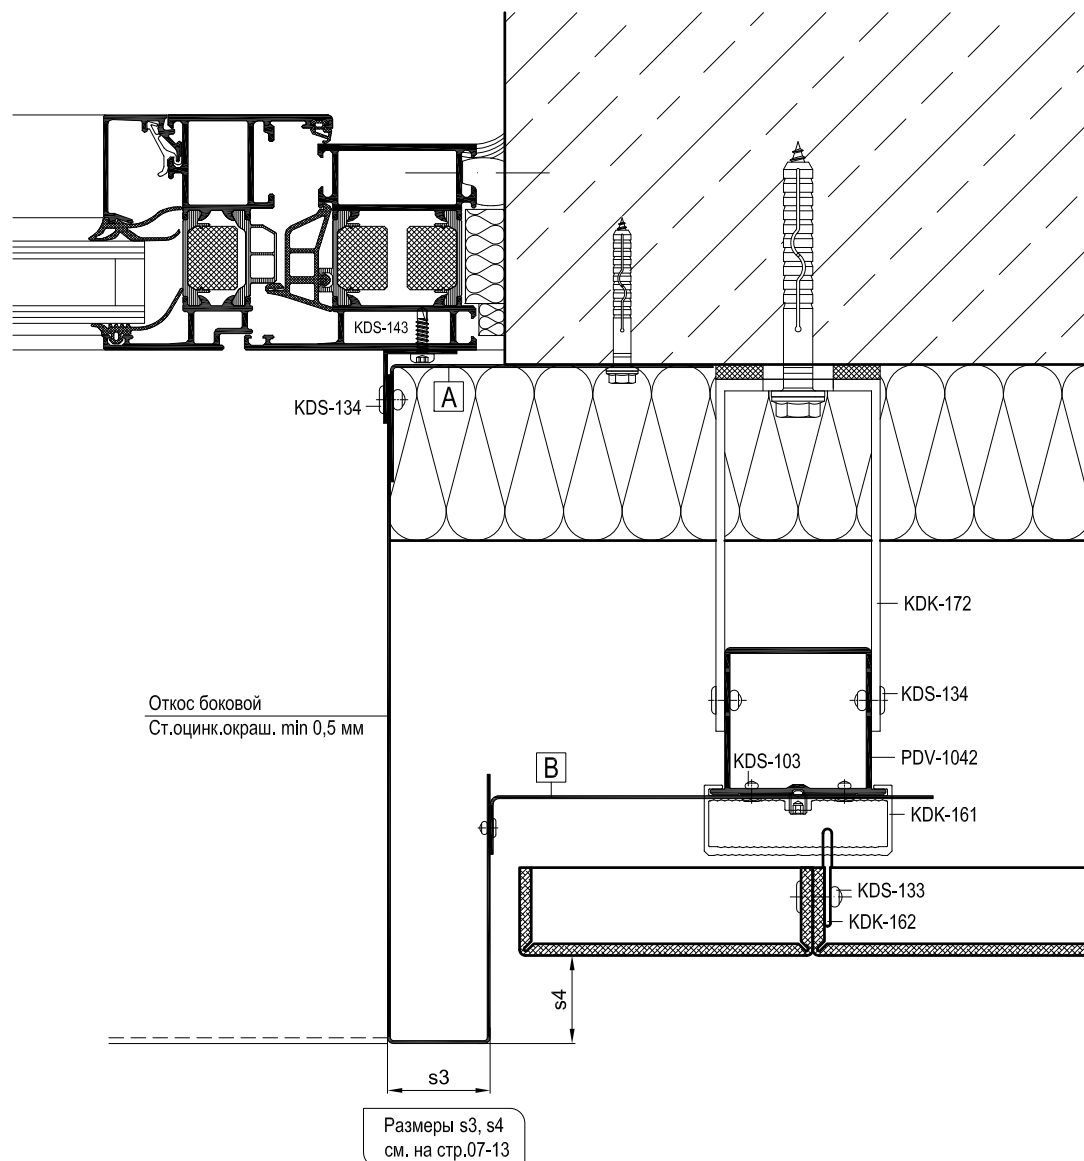 KDS-143
KDS-134
A
KDK-172
Откос боковой
Ст.оцинк.окраш. min 0,5 мм
KDS-134
KDS-103
PDV-1042
B
KDK-161
KDS-133
KDK-162
s4
s3
Размеры s3, s4
см. на стр.07-13